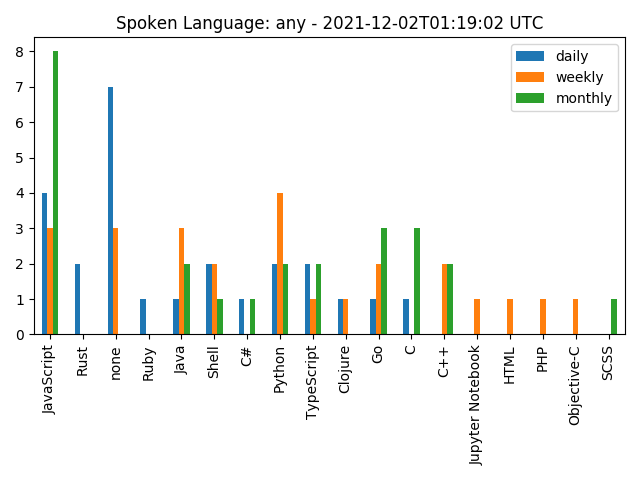 Spoken Language: any - 2021-12-02T01:19:02 UTC
daily
weekly
monthly
8
7
6
5
4
3
2
1
0
JavaScript
Rust
none
Ruby
Java
Shell
C#
Python
TypeScript
Clojure
Go
C
C++
Jupyter Notebook
HTML
PHP
Objective-C
SCSS